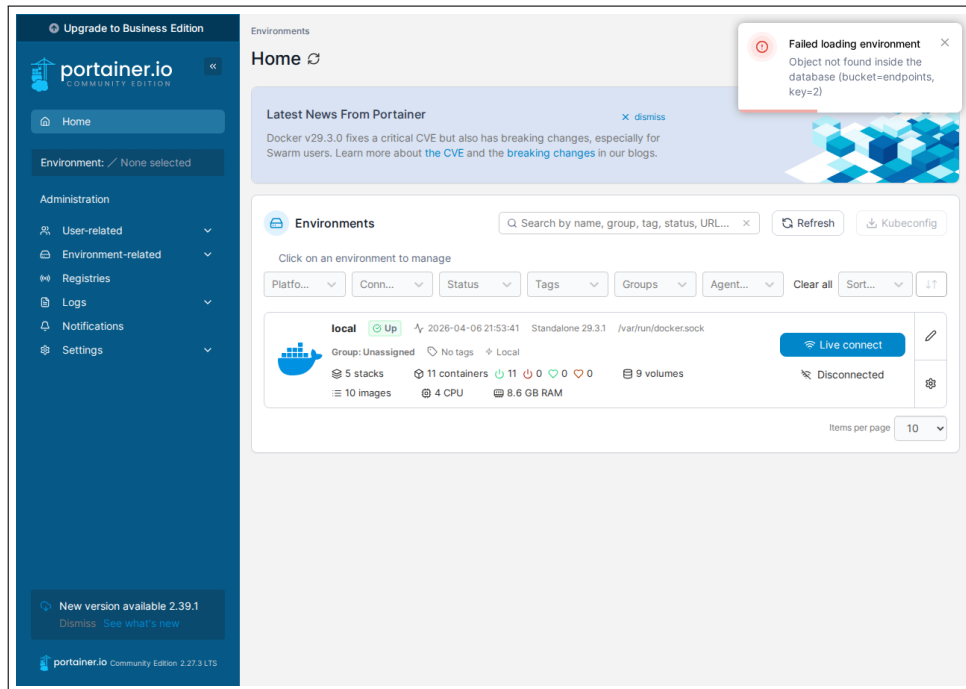 Upgrade to Business Edition
portainer.io
COMMUNITY EDITION
«
Home
Environment: / None selected
Administration
User-related
Environment-related
Registries
Logs
Notifications
Settings
New version available 2.39.1
Dismiss See what's new
portainer.io Community Edition 2.27.3 LTS
Environments
Home
Failed loading environment
Object not found inside the
database (bucket=endpoints,
key=2)
Latest News From Portainer
dismiss
Docker v29.3.0 fixes a critical CVE but also has breaking changes, especially for
Swarm users. Learn more about the CVE and the breaking changes in our blogs.
Environments
Search by name, group, tag, status, URL...
Refresh
Kubeconfig
Click on an environment to manage
Platfo... Conn... Status Tags Groups Agent... Clear all Sort...
local Up 2026-04-06 21:53:41 Standalone 29.3.1 /var/run/docker.sock
Group: Unassigned No tags Local
5 stacks 11 containers 11 0 0 0 9 volumes
10 images 4 CPU 8.6 GB RAM
Live connect
Disconnected
Items per page 10